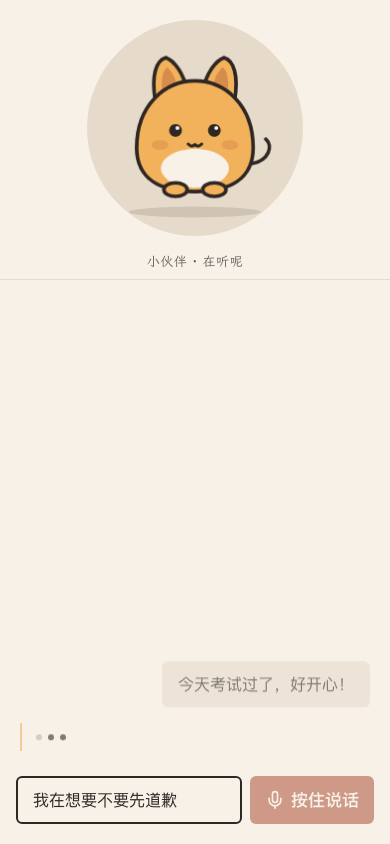 小伙伴・在听呢
今天考试过了，好开心！
我在想要不要先道歉
按住说话